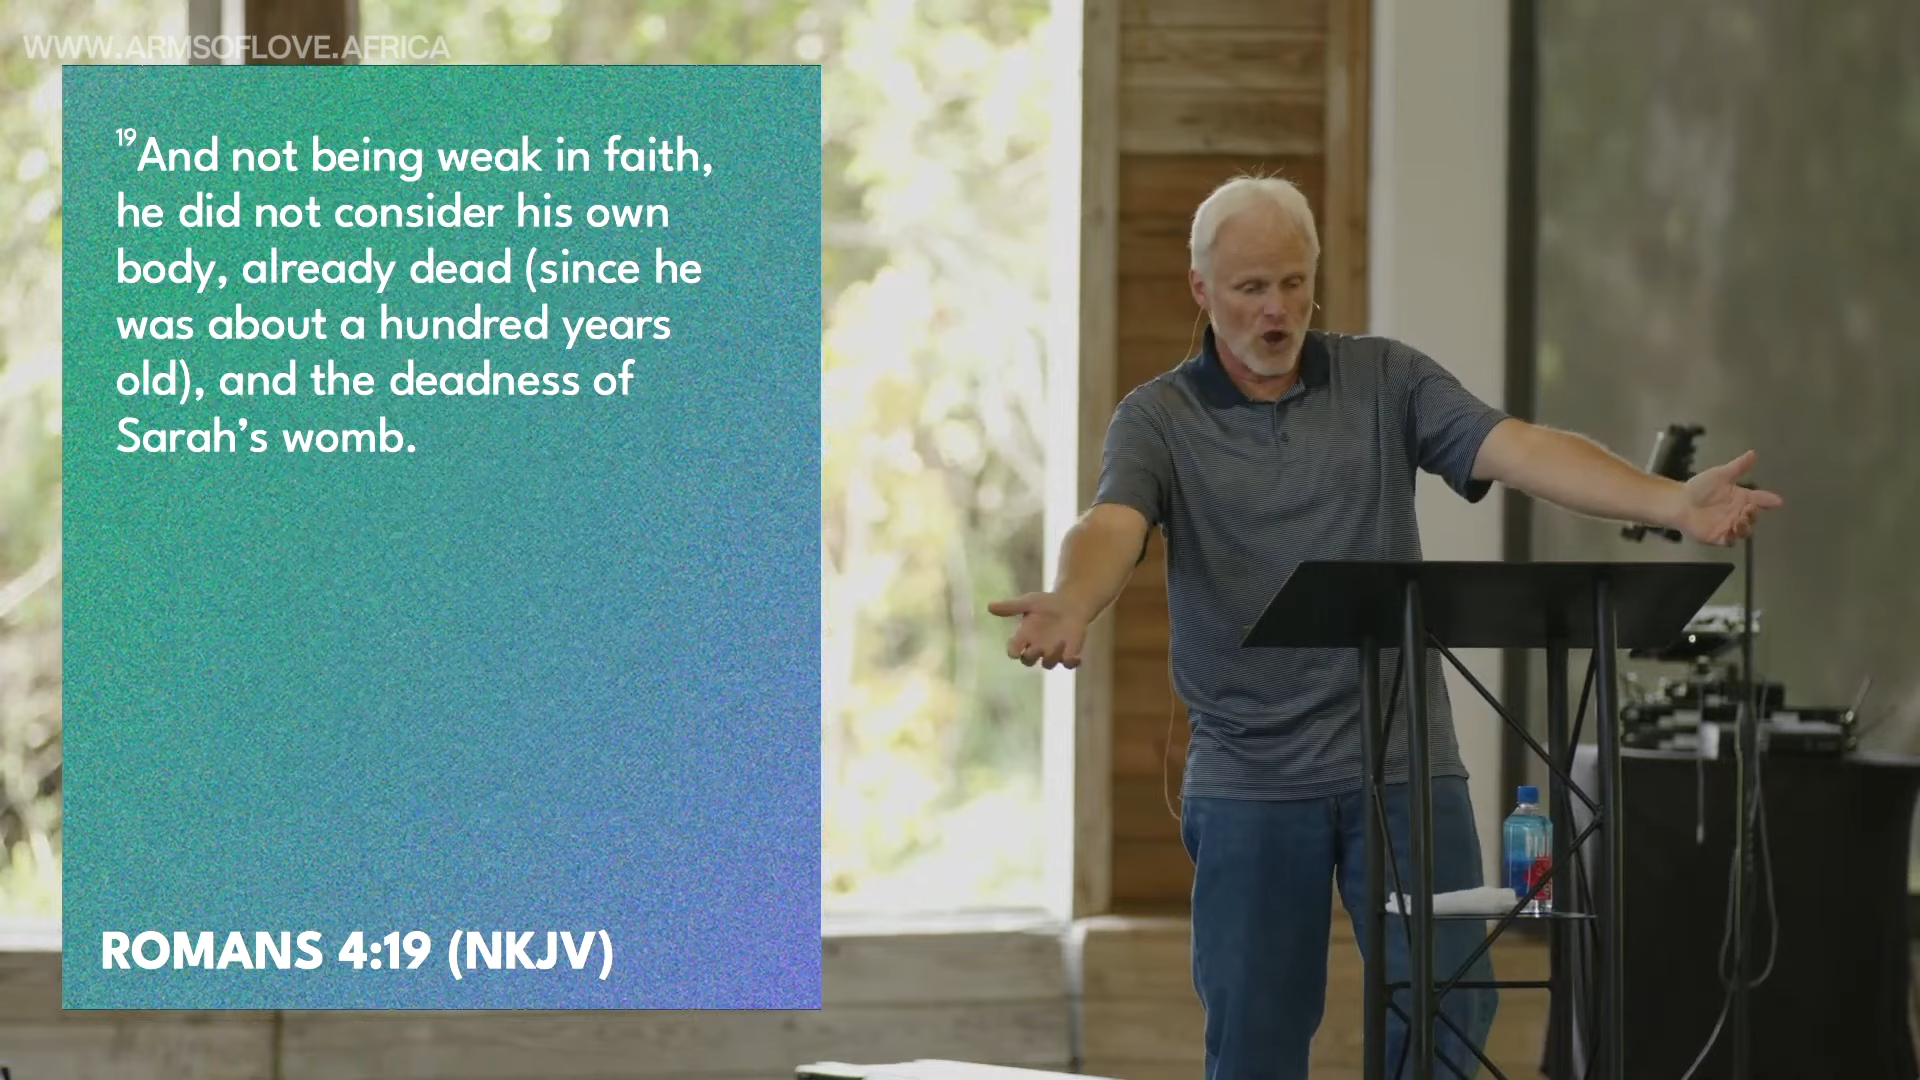 WWW.ARMSOFLOVE.AFRICA
¹⁹And not being weak in faith,
he did not consider his own
body, already dead (since he
was about a hundred years
old), and the deadness of
Sarah’s womb.
ROMANS 4:19 (NKJV)